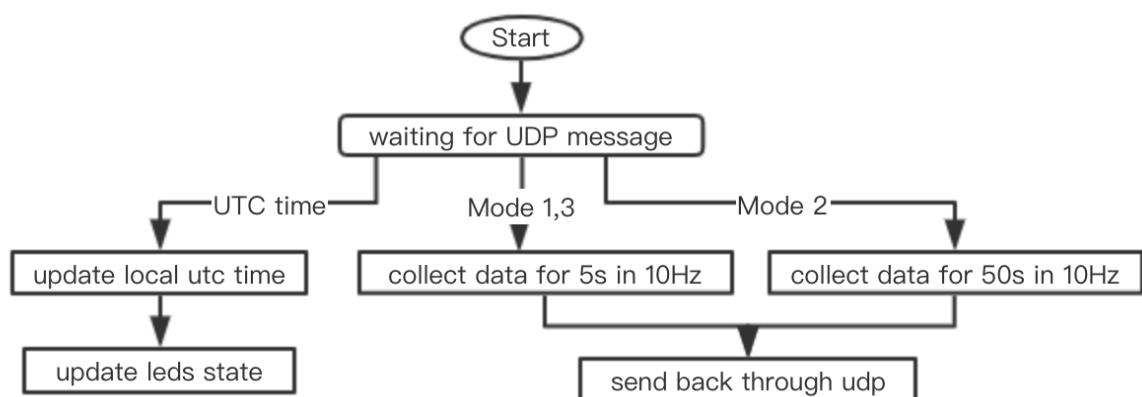 Start
waiting for UDP message
UTC time
Mode 1,3
Mode 2
update local utc time
collect data for 5s in 10Hz
collect data for 50s in 10Hz
update leds state
send back through udp